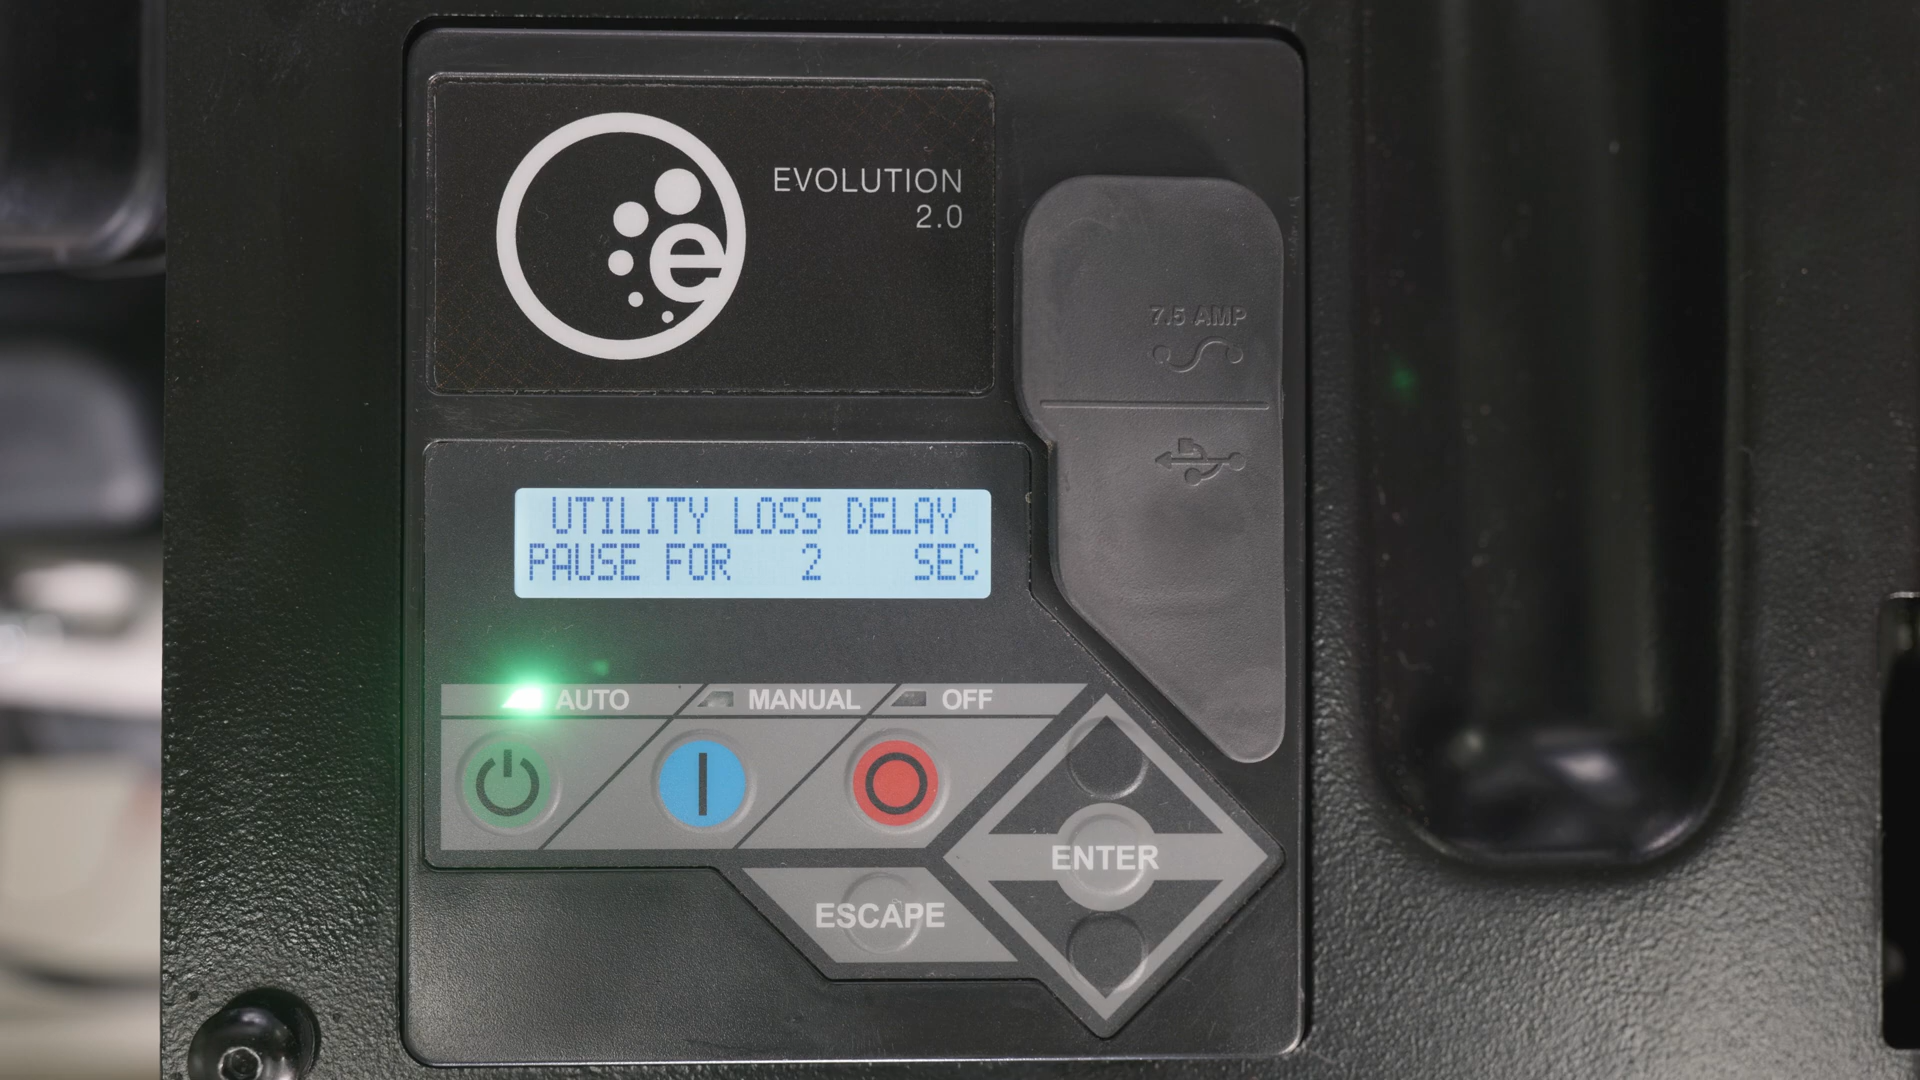 EVOLUTION
2.0
e
7.5 AMP
UTILITY LOSS DELAY
PAUSE FOR 2 SEC
AUTO
MANUAL
OFF
ENTER
ESCAPE